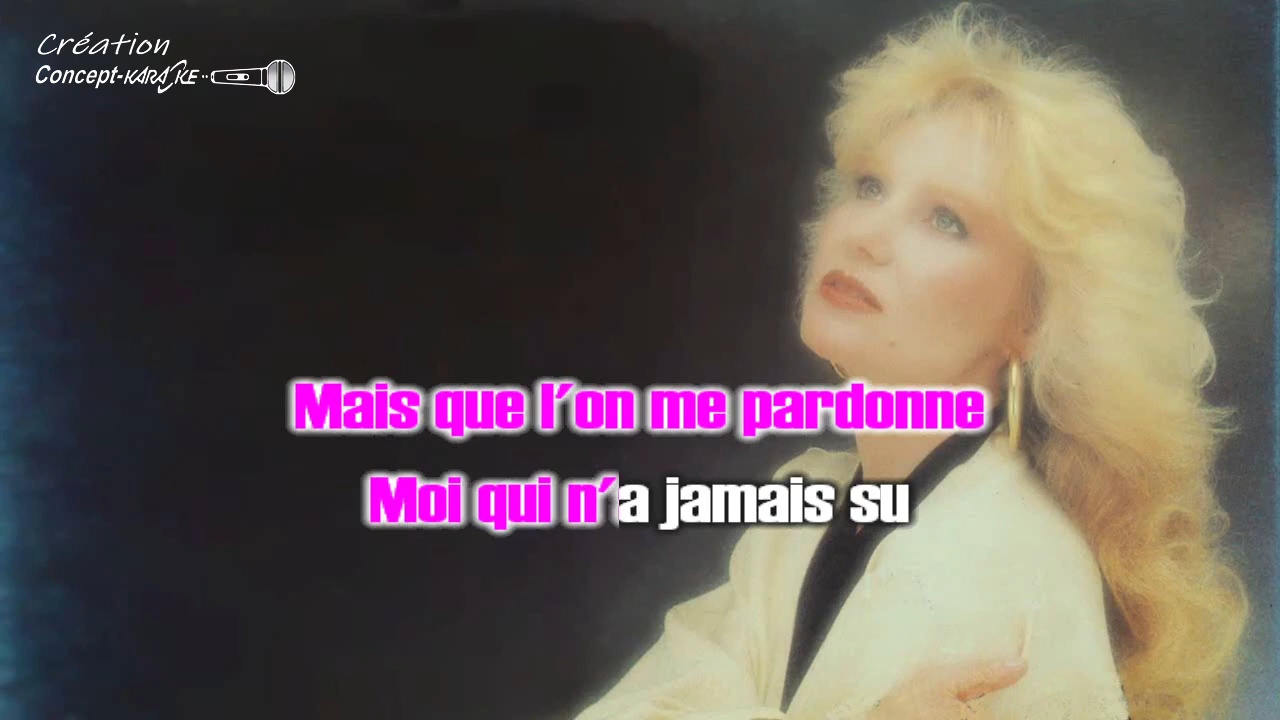 Création
Concept-KARAOKE
Mais que l'on me pardonne
Moi qui n'a jamais su